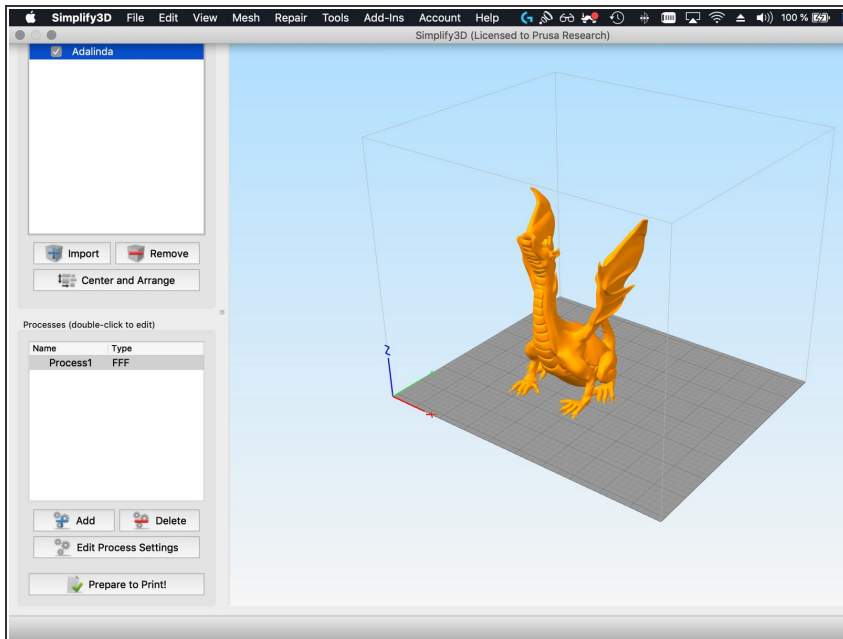 Simplify3D File Edit View Mesh Repair Tools Add-Ins Account Help 100 %
Simplify3D (Licensed to Prusa Research)
Adalinda
Import Remove
Center and Arrange
Processes (double-click to edit)
Name Type
Process1 FFF
Add Delete
Edit Process Settings
Prepare to Print!
Z
X